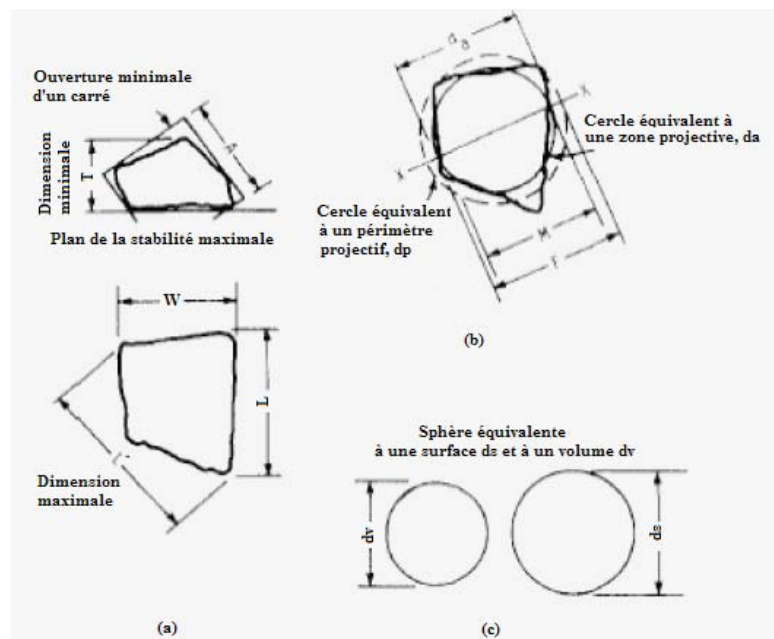 Ouverture minimale
d'un carré
Dimension
minimale
T
A
Plan de la stabilité maximale
W
L
Dimension
maximale
(a)
da
X
X
Cercle équivalent à
une zone projective, da
Cercle équivalent
à un périmètre
projectif, dp
M
F
(b)
Sphère équivalente
à une surface ds et à un volume dv
dv
ds
(c)